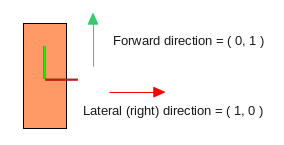 Forward direction = ( 0, 1 )
Lateral (right) direction = ( 1, 0 )